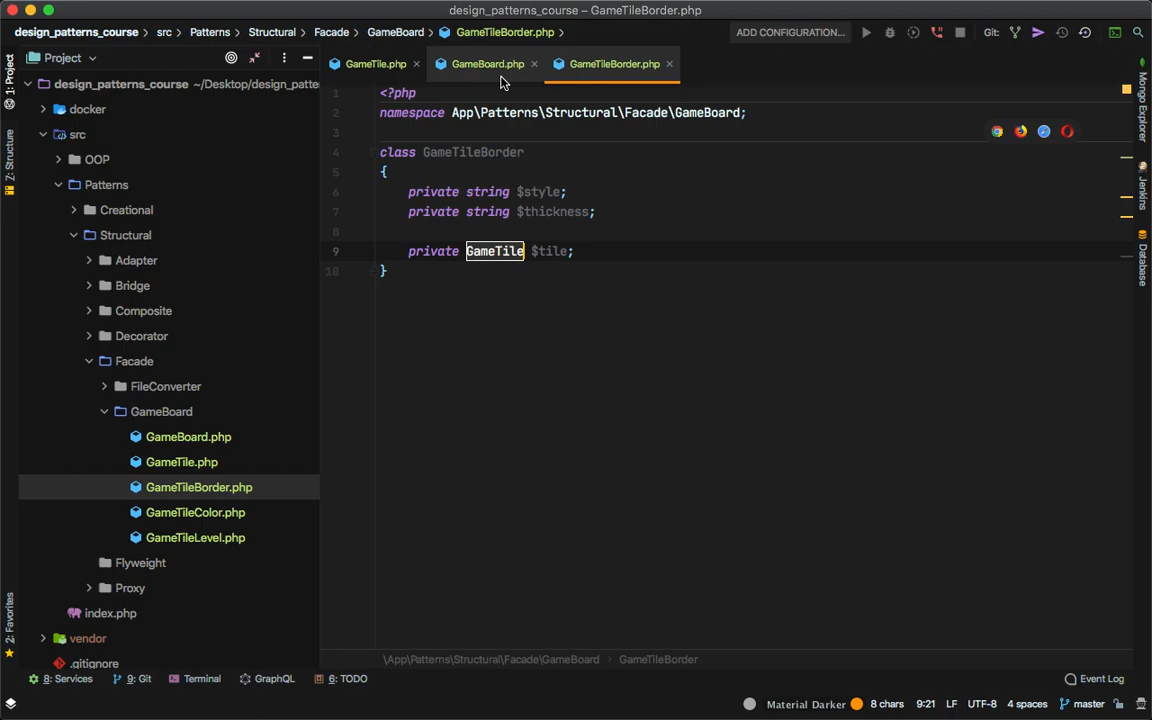 design_patterns_course – GameTileBorder.php
design_patterns_course › src › Patterns › Structural › Facade › GameBoard › GameTileBorder.php ›
ADD CONFIGURATION...
Git:
1: Project
Z: Structure
2: Favorites
Project
design_patterns_course ~/Desktop/design_patte
docker
src
OOP
Patterns
Creational
Structural
Adapter
Bridge
Composite
Decorator
Facade
FileConverter
GameBoard
GameBoard.php
GameTile.php
GameTileBorder.php
GameTileColor.php
GameTileLevel.php
Flyweight
Proxy
index.php
vendor
.gitignore
GameTile.php
GameBoard.php
GameTileBorder.php
1 <?php
2 namespace App\Patterns\Structural\Facade\GameBoard;
3
4 class GameTileBorder
5 {
6 private string $style;
7 private string $thickness;
8
9 private GameTile $tile;
10 }
\App\Patterns\Structural\Facade\GameBoard › GameTileBorder
Mongo Explorer
Jenkins
Database
8: Services
9: Git
Terminal
GraphQL
6: TODO
Event Log
Material Darker
8 chars
9:21
LF
UTF-8
4 spaces
master